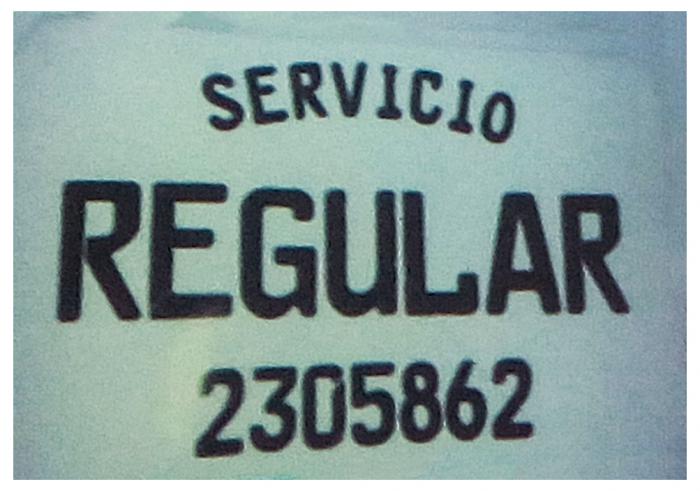 SERVICIO
REGULAR
2305862